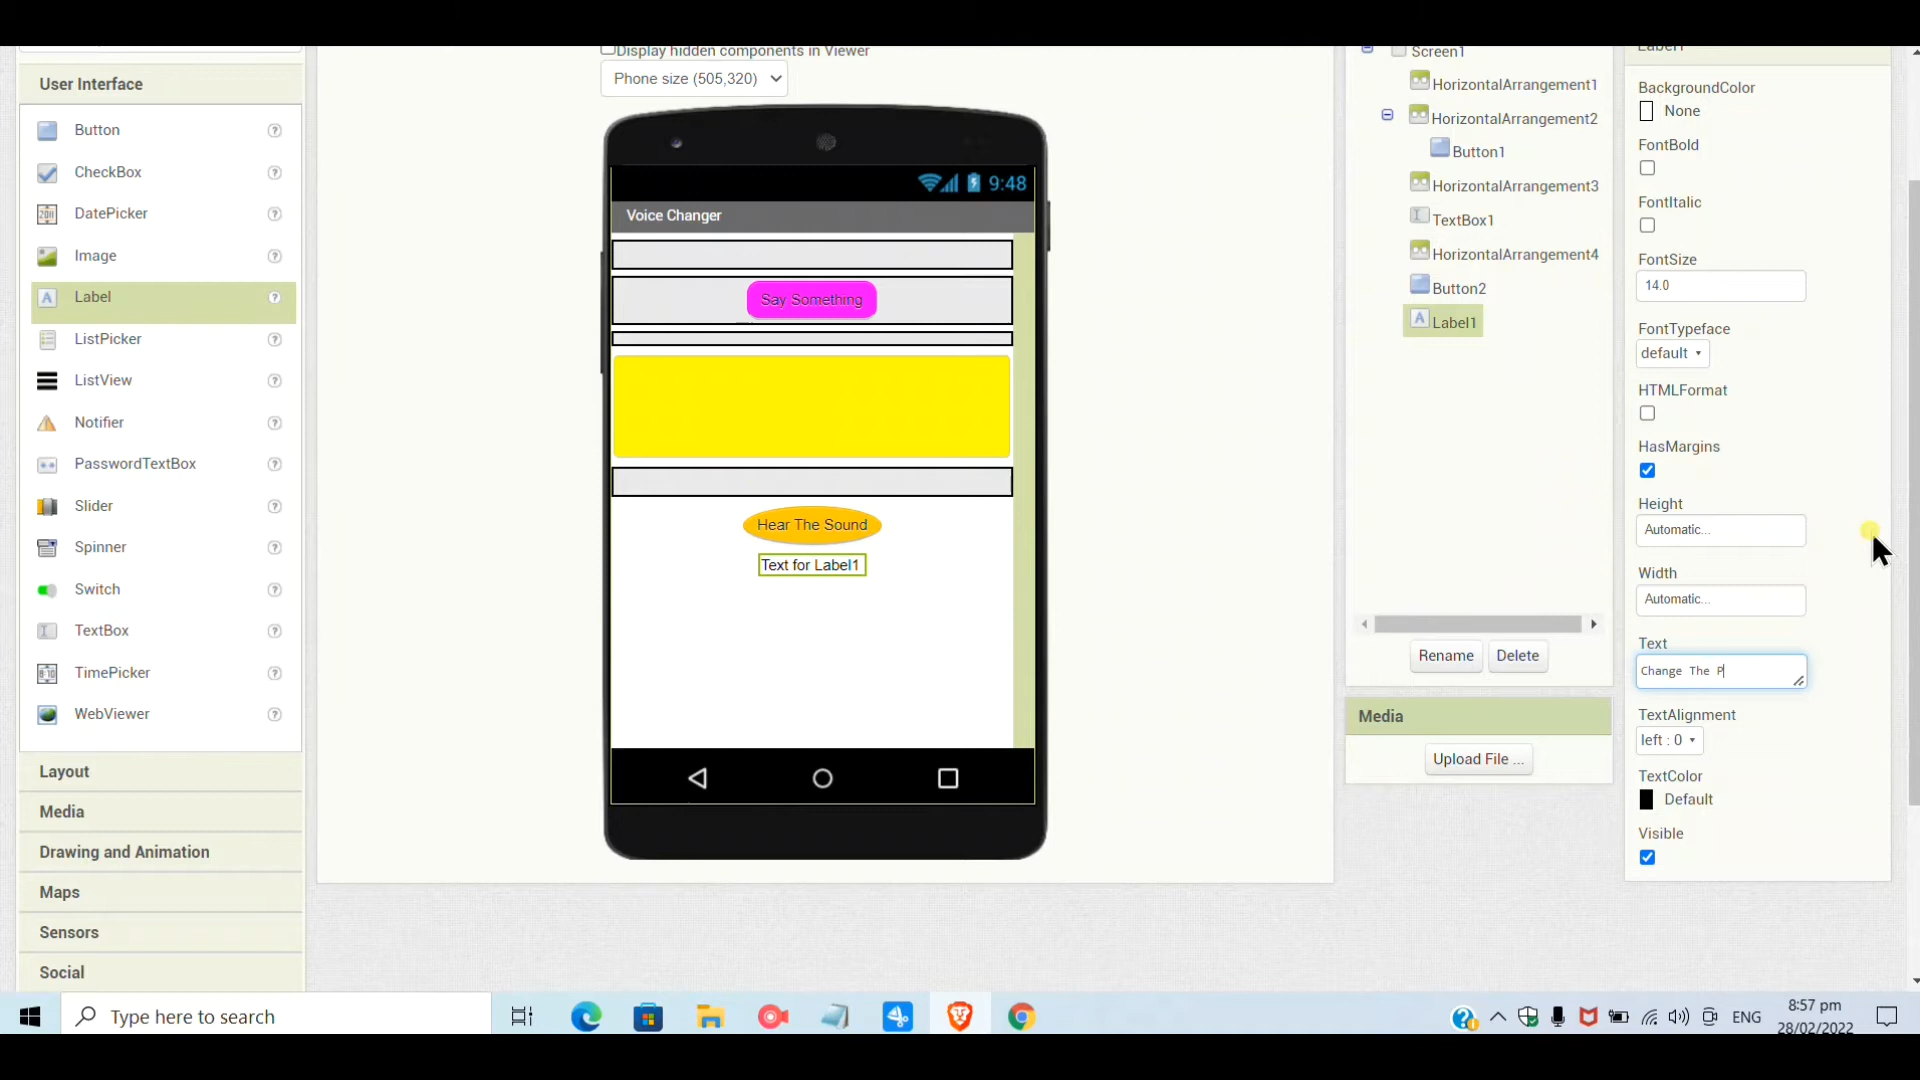 Display hidden components in Viewer
Phone size (505,320)
User Interface
Button
CheckBox
DatePicker
Image
Label
ListPicker
ListView
Notifier
PasswordTextBox
Slider
Spinner
Switch
TextBox
TimePicker
WebViewer
Layout
Media
Drawing and Animation
Maps
Sensors
Social
9:48
Voice Changer
Say Something
Hear The Sound
Text for Label1
Screen1
HorizontalArrangement1
HorizontalArrangement2
Button1
HorizontalArrangement3
TextBox1
HorizontalArrangement4
Button2
Label1
Rename Delete
Media
Upload File ...
Label1
BackgroundColor
None
FontBold
FontItalic
FontSize
14.0
FontTypeface
default
HTMLFormat
HasMargins
Height
Automatic...
Width
Automatic...
Text
Change The P
TextAlignment
left : 0
TextColor
Default
Visible
Type here to search
ENG
8:57 pm
28/02/2022